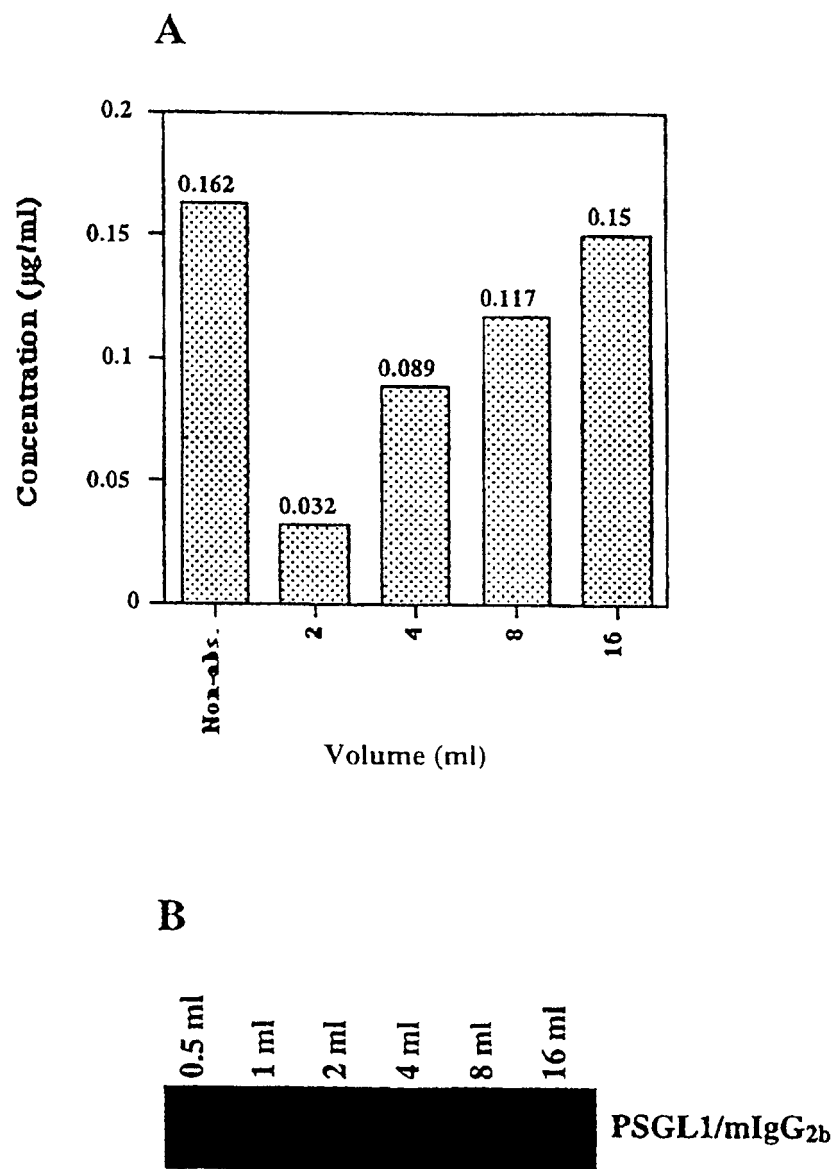 A
0.2
0.15
0.1
0.05
0
Concentration (µg/ml)
0.162
0.032
0.089
0.117
0.15
Non-abs.
2
4
8
16
Volume (ml)
B
0.5 ml
1 ml
2 ml
4 ml
8 ml
16 ml
PSGL1/mIgG2b